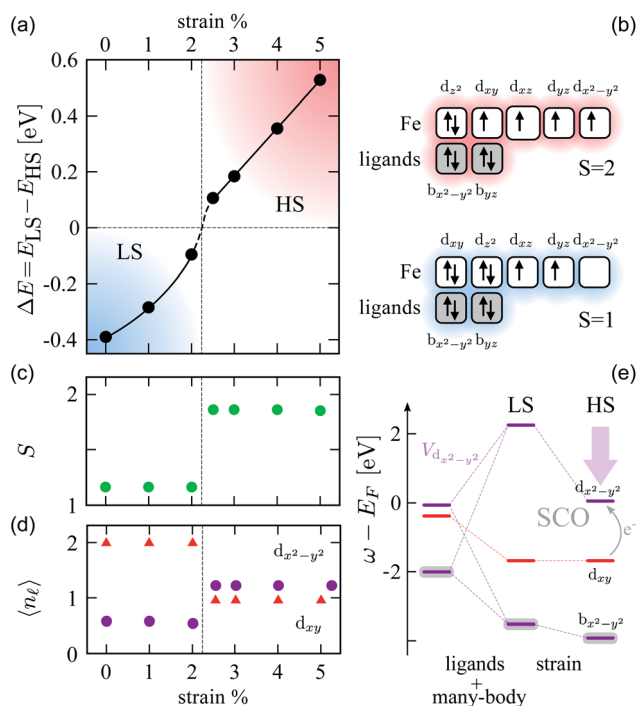 (a)
strain %
0 1 2 3 4 5
ΔE = E_LS − E_HS [eV]
0.6
0.4
0.2
0
-0.2
-0.4
HS
LS
(b)
d_z² d_xy d_xz d_yz d_x²−y²
Fe
ligands
b_x²−y² b_yz
S=2
d_xy d_z² d_xz d_yz d_x²−y²
Fe
ligands
b_x²−y² b_yz
S=1
(c)
S
2
1
(d)
⟨n_ℓ⟩
2
1
0
d_x²−y²
d_xy
0 1 2 3 4 5
strain %
(e)
ω − E_F [eV]
2
0
-2
LS HS
V_d_x²−y²
d_x²−y²
SCO
e⁻
d_xy
b_x²−y²
ligands
+
many-body
strain